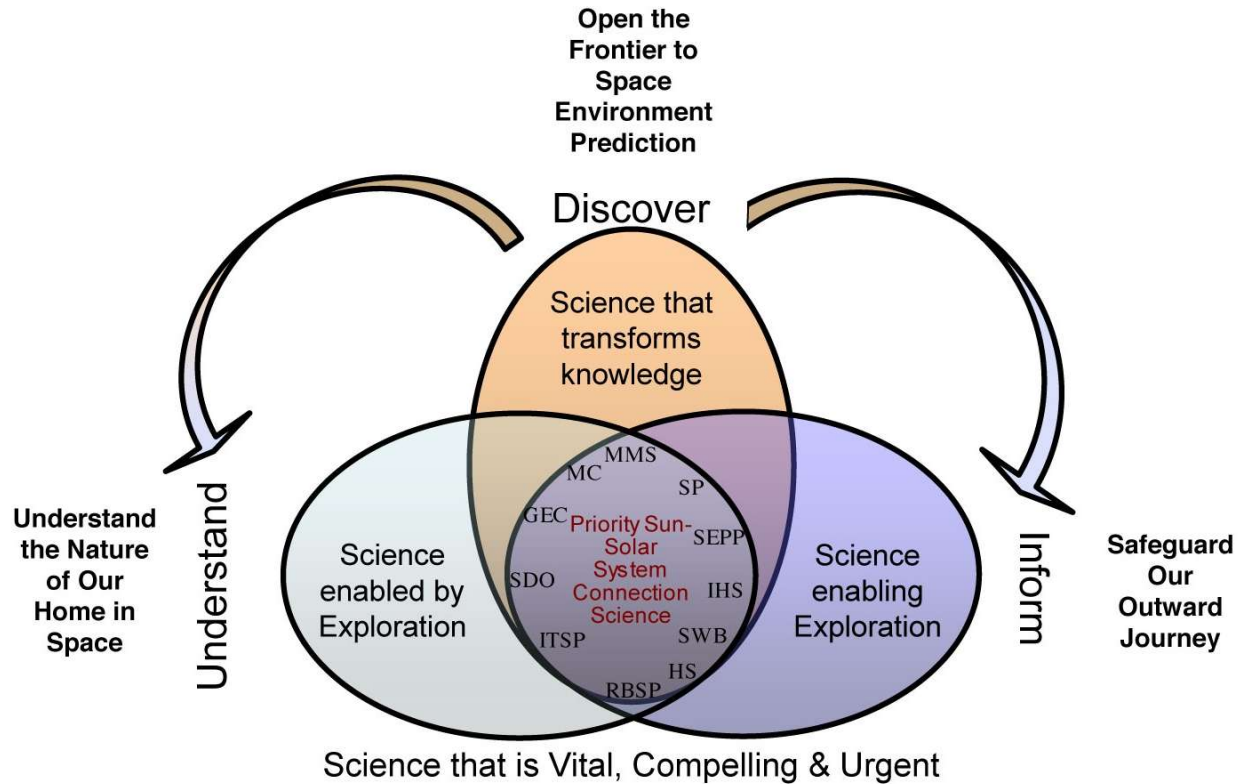 Open the
Frontier to
Space
Environment
Prediction
Discover
Science that
transforms
knowledge
MMS
MC
SP
GEC
Priority Sun-
Solar
System
Connection
Science
SEPP
SDO
IHS
ITSP
SWB
HS
RBSP
Understand
the Nature
of Our
Home in
Space
Understand
Science
enabled by
Exploration
Science
enabling
Exploration
Inform
Safeguard
Our
Outward
Journey
Science that is Vital, Compelling & Urgent